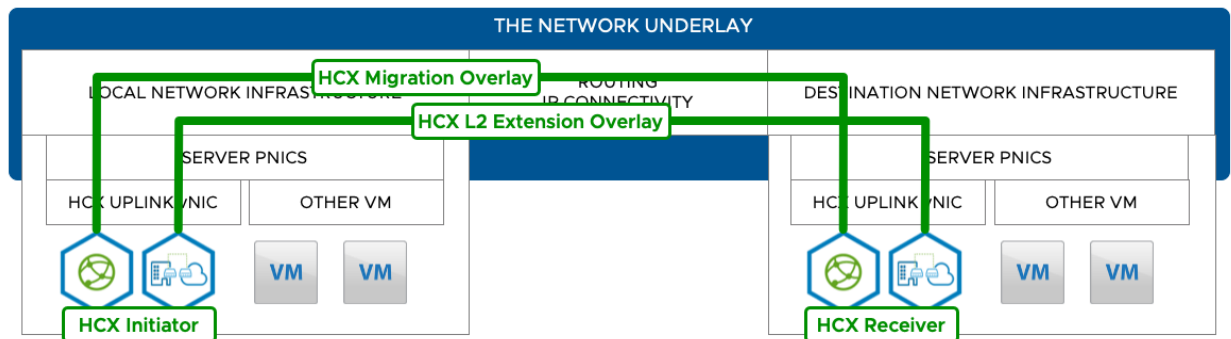 THE NETWORK UNDERLAY
LOCAL NETWORK INFRASTRUCTURE
ROUTING
IP CONNECTIVITY
DESTINATION NETWORK INFRASTRUCTURE
HCX Migration Overlay
HCX L2 Extension Overlay
SERVER PNICS
SERVER PNICS
HCX UPLINK VNIC
OTHER VM
HCX UPLINK VNIC
OTHER VM
VM
VM
VM
VM
HCX Initiator
HCX Receiver